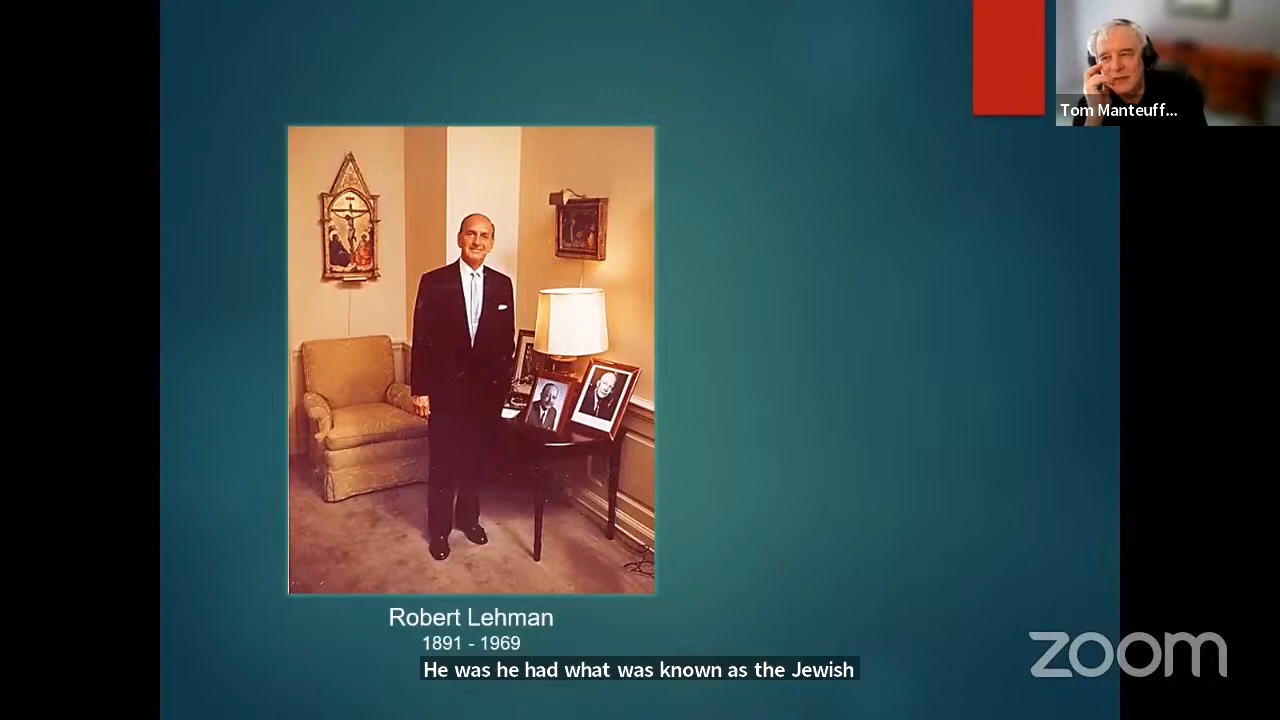 Tom Manteuff...
Robert Lehman
1891 - 1969
He was he had what was known as the Jewish
zoom